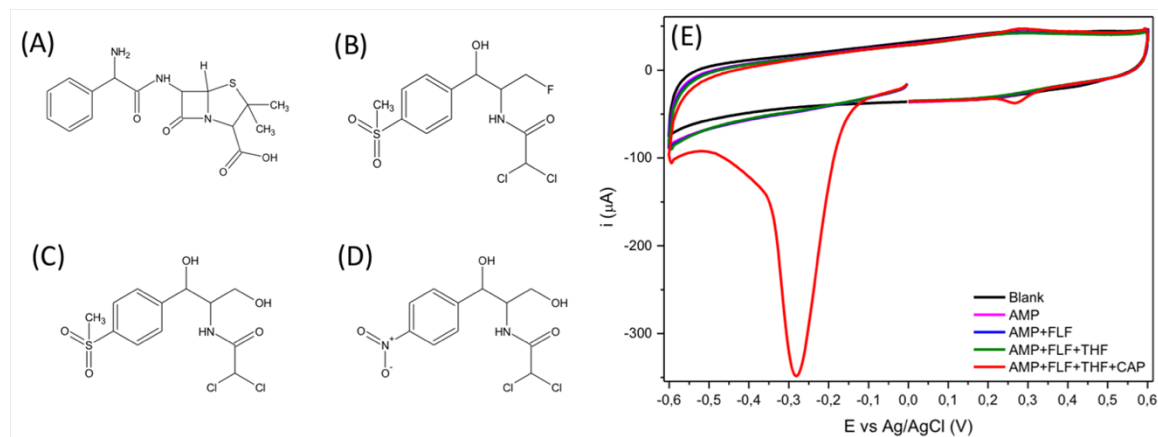 (A)
NH₂
NH
H
S
CH₃
CH₃
N
O
O
OH
O
(B)
OH
F
CH₃
NH
O
S
O
O
Cl
Cl
(C)
OH
OH
CH₃
HN
O
O
S
O
Cl
Cl
(D)
OH
OH
O
N⁺
HN
O
O⁻
Cl
Cl
(E)
0
-100
-200
-300
i (µA)
Blank
AMP
AMP+FLF
AMP+FLF+THF
AMP+FLF+THF+CAP
-0,6 -0,5 -0,4 -0,3 -0,2 -0,1 0,0 0,1 0,2 0,3 0,4 0,5 0,6
E vs Ag/AgCl (V)